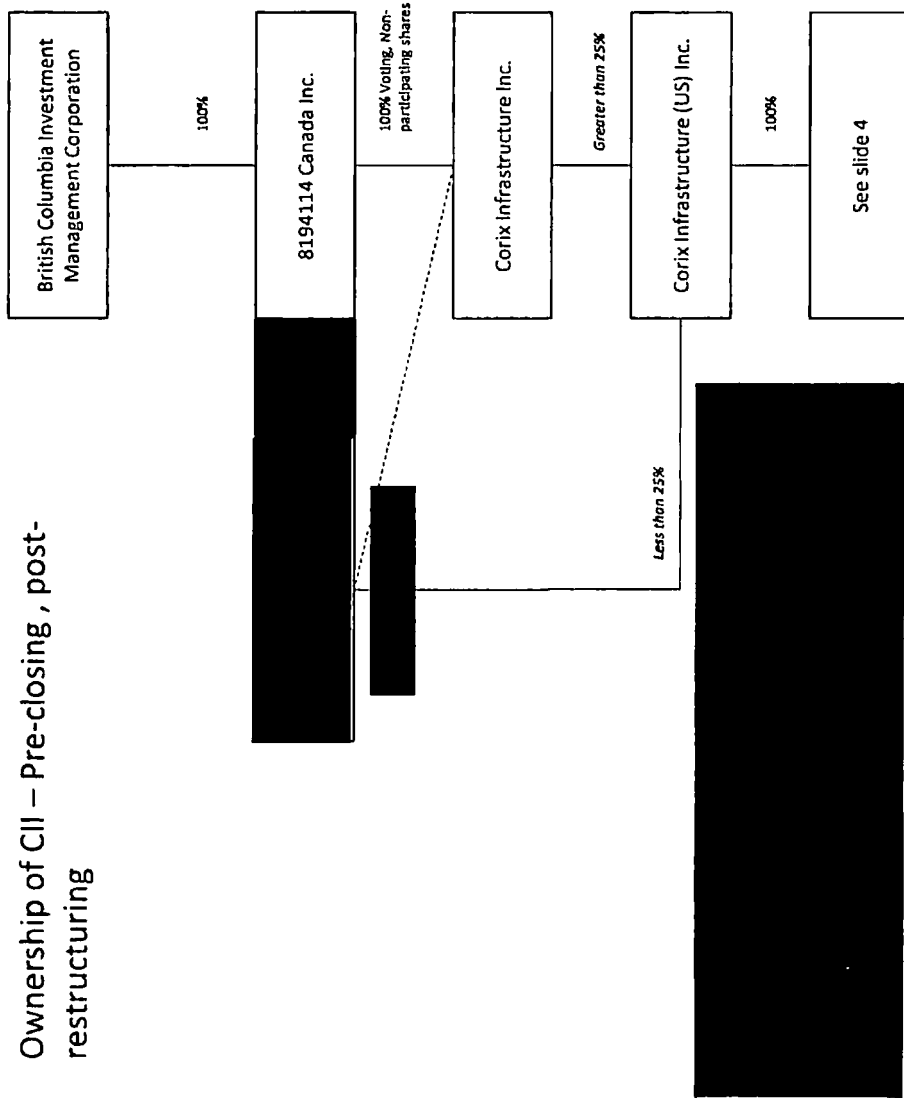 Ownership of CII – Pre-closing , post-
restructuring
British Columbia Investment
Management Corporation
100%
8194114 Canada Inc.
100% Voting, Non-
participating shares
Corix Infrastructure Inc.
Greater than 25%
Less than 25%
Corix Infrastructure (US) Inc.
100%
See slide 4